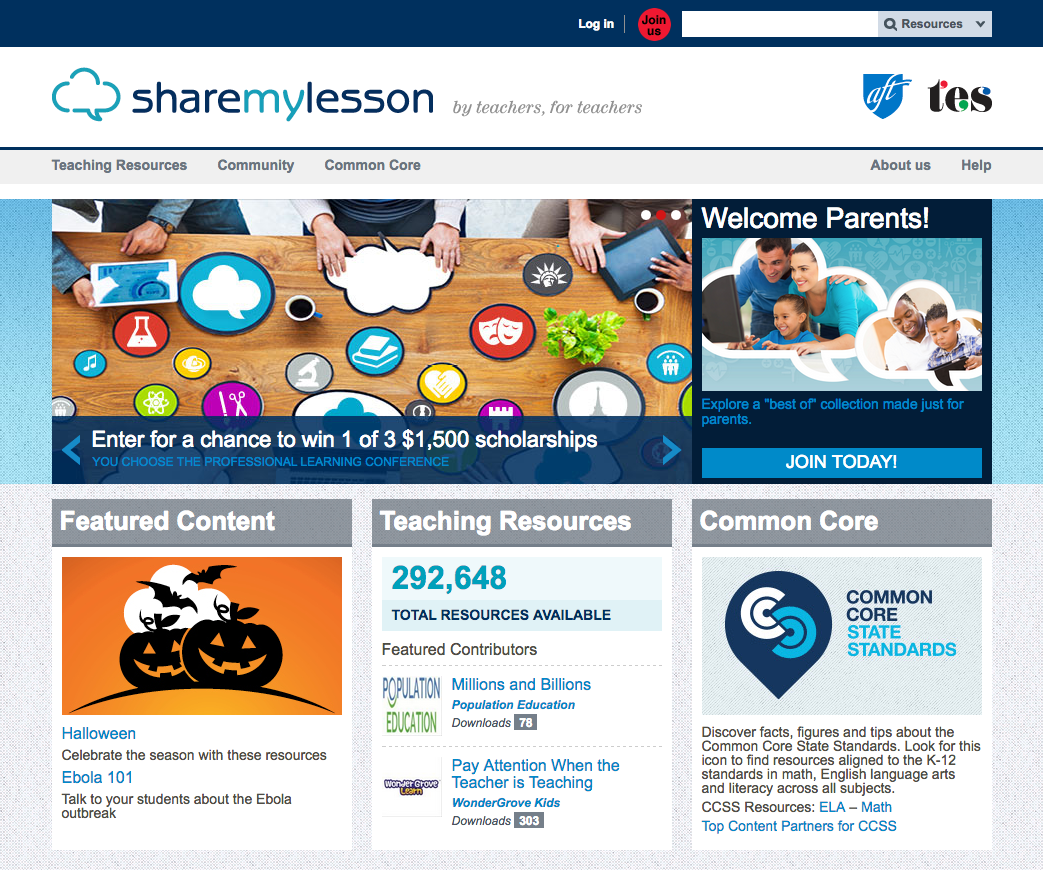 Log in
Join us
Resources
sharemylesson
by teachers, for teachers
aft
tes
Teaching Resources
Community
Common Core
About us
Help
Enter for a chance to win 1 of 3 $1,500 scholarships
YOU CHOOSE THE PROFESSIONAL LEARNING CONFERENCE
Welcome Parents!
Explore a "best of" collection made just for
parents.
JOIN TODAY!
Featured Content
Halloween
Celebrate the season with these resources
Ebola 101
Talk to your students about the Ebola
outbreak
Teaching Resources
292,648
TOTAL RESOURCES AVAILABLE
Featured Contributors
POPULATION
EDUCATION
Millions and Billions
Population Education
Downloads 78
Wonder Grove
Learn
Pay Attention When the
Teacher is Teaching
WonderGrove Kids
Downloads 303
Common Core
COMMON
CORE
STATE
STANDARDS
Discover facts, figures and tips about the
Common Core State Standards. Look for this
icon to find resources aligned to the K-12
standards in math, English language arts
and literacy across all subjects.
CCSS Resources: ELA – Math
Top Content Partners for CCSS